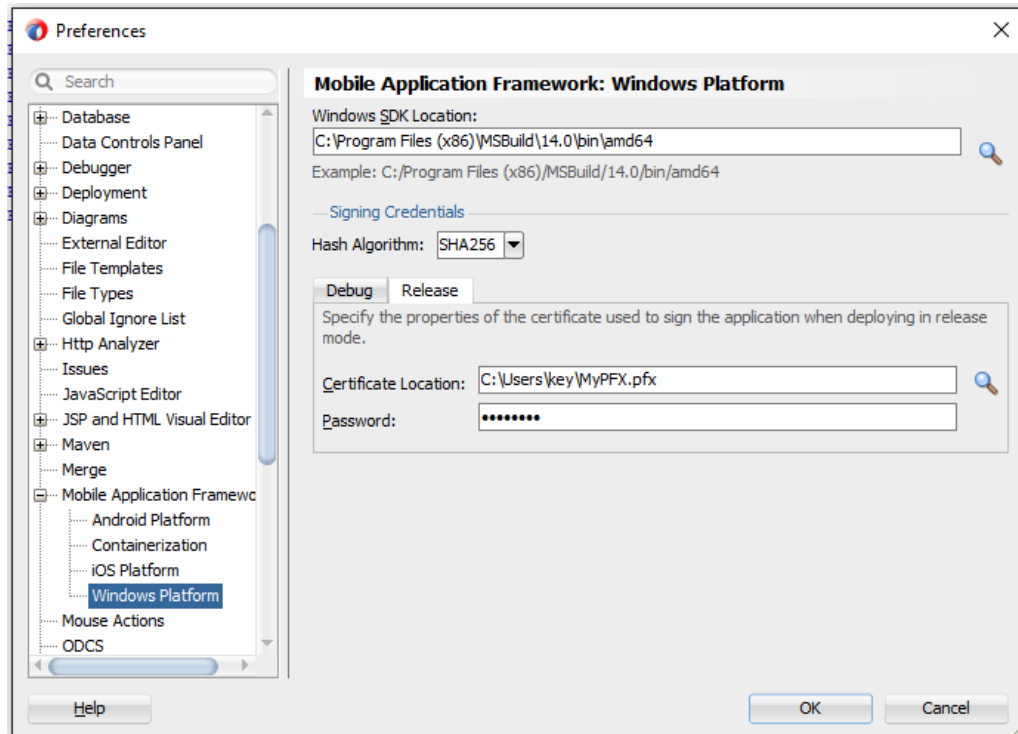 Preferences
Search
Database
Data Controls Panel
Debugger
Deployment
Diagrams
External Editor
File Templates
File Types
Global Ignore List
Http Analyzer
Issues
JavaScript Editor
JSP and HTML Visual Editor
Maven
Merge
Mobile Application Framewo
Android Platform
Containerization
iOS Platform
Windows Platform
Mouse Actions
ODCS
Mobile Application Framework: Windows Platform
Windows SDK Location:
C:\Program Files (x86)\MSBuild\14.0\bin\amd64
Example: C:/Program Files (x86)/MSBuild/14.0/bin/amd64
Signing Credentials
Hash Algorithm: SHA256
Debug Release
Specify the properties of the certificate used to sign the application when deploying in release
mode.
Certificate Location: C:\Users\key\MyPFX.pfx
Password: ••••••••
Help OK Cancel